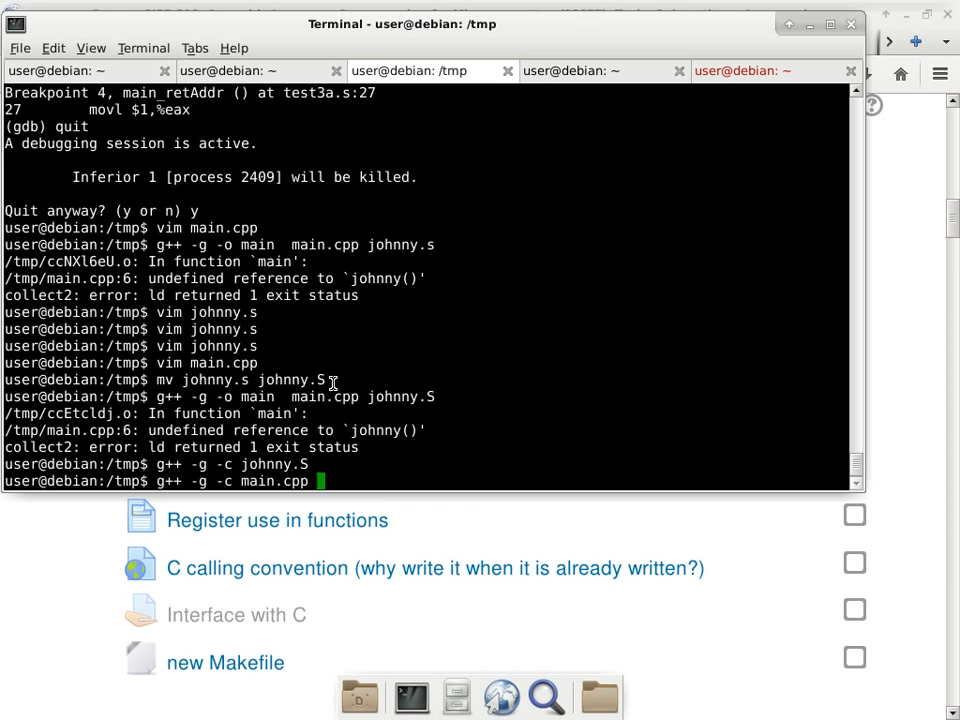 Terminal - user@debian: /tmp
File Edit View Terminal Tabs Help
user@debian: ~ user@debian: ~ user@debian: /tmp user@debian: ~ user@debian: ~
Breakpoint 4, main_retAddr () at test3a.s:27
27        movl $1,%eax
(gdb) quit
A debugging session is active.
        Inferior 1 [process 2409] will be killed.
Quit anyway? (y or n) y
user@debian:/tmp$ vim main.cpp
user@debian:/tmp$ g++ -g -o main  main.cpp johnny.s
/tmp/ccNXl6eU.o: In function `main':
/tmp/main.cpp:6: undefined reference to `johnny()'
collect2: error: ld returned 1 exit status
user@debian:/tmp$ vim johnny.s
user@debian:/tmp$ vim johnny.s
user@debian:/tmp$ vim johnny.s
user@debian:/tmp$ vim main.cpp
user@debian:/tmp$ mv johnny.s johnny.S
user@debian:/tmp$ g++ -g -o main  main.cpp johnny.S
/tmp/ccEtcldj.o: In function `main':
/tmp/main.cpp:6: undefined reference to `johnny()'
collect2: error: ld returned 1 exit status
user@debian:/tmp$ g++ -g -c johnny.S
user@debian:/tmp$ g++ -g -c main.cpp
Register use in functions
C calling convention (why write it when it is already written?)
Interface with C
new Makefile